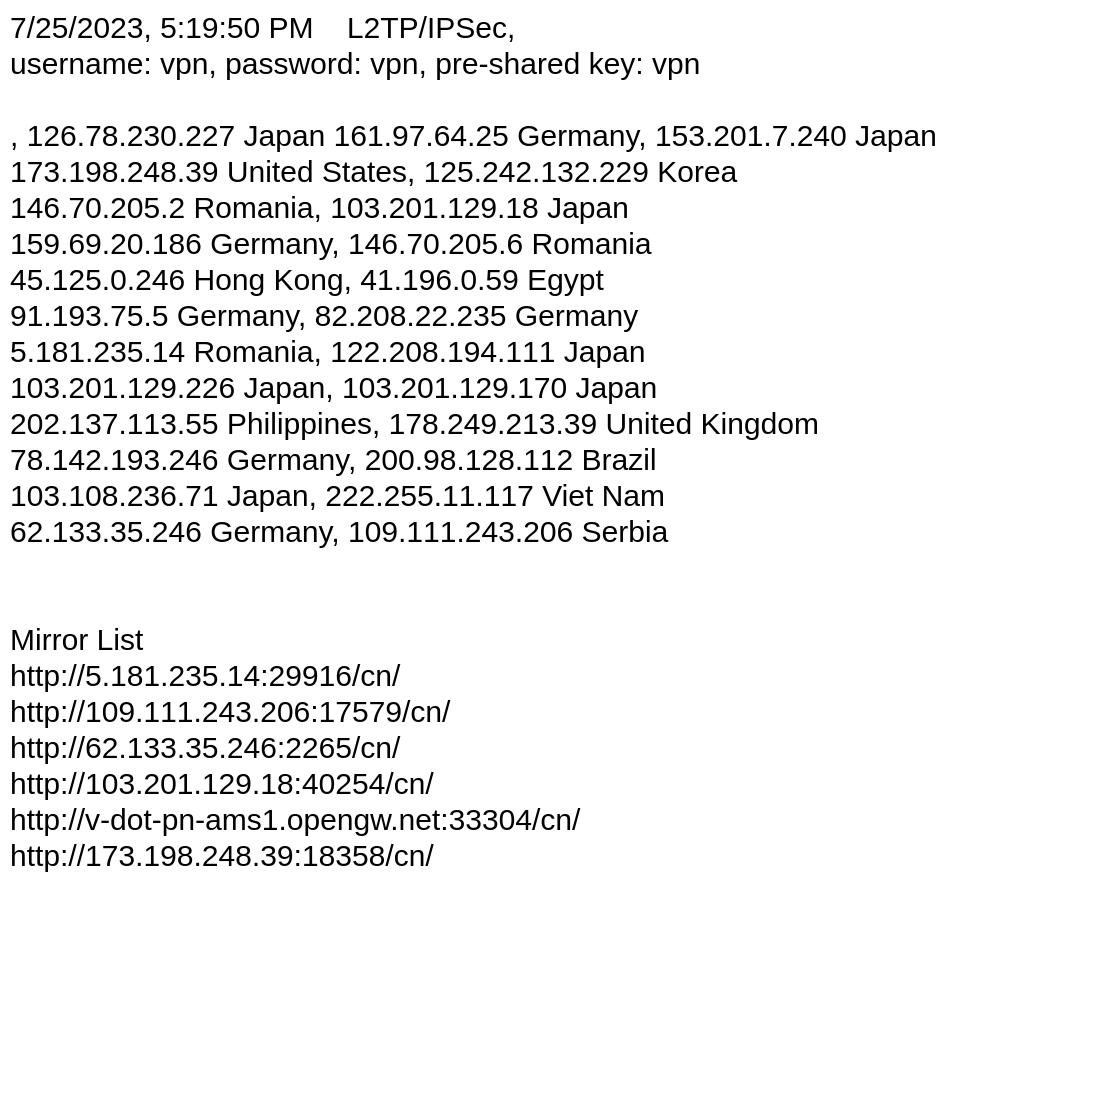 7/25/2023, 5:19:50 PM    L2TP/IPSec,
username: vpn, password: vpn, pre-shared key: vpn
, 126.78.230.227 Japan 161.97.64.25 Germany, 153.201.7.240 Japan
173.198.248.39 United States, 125.242.132.229 Korea
146.70.205.2 Romania, 103.201.129.18 Japan
159.69.20.186 Germany, 146.70.205.6 Romania
45.125.0.246 Hong Kong, 41.196.0.59 Egypt
91.193.75.5 Germany, 82.208.22.235 Germany
5.181.235.14 Romania, 122.208.194.111 Japan
103.201.129.226 Japan, 103.201.129.170 Japan
202.137.113.55 Philippines, 178.249.213.39 United Kingdom
78.142.193.246 Germany, 200.98.128.112 Brazil
103.108.236.71 Japan, 222.255.11.117 Viet Nam
62.133.35.246 Germany, 109.111.243.206 Serbia
Mirror List
http://5.181.235.14:29916/cn/
http://109.111.243.206:17579/cn/
http://62.133.35.246:2265/cn/
http://103.201.129.18:40254/cn/
http://v-dot-pn-ams1.opengw.net:33304/cn/
http://173.198.248.39:18358/cn/